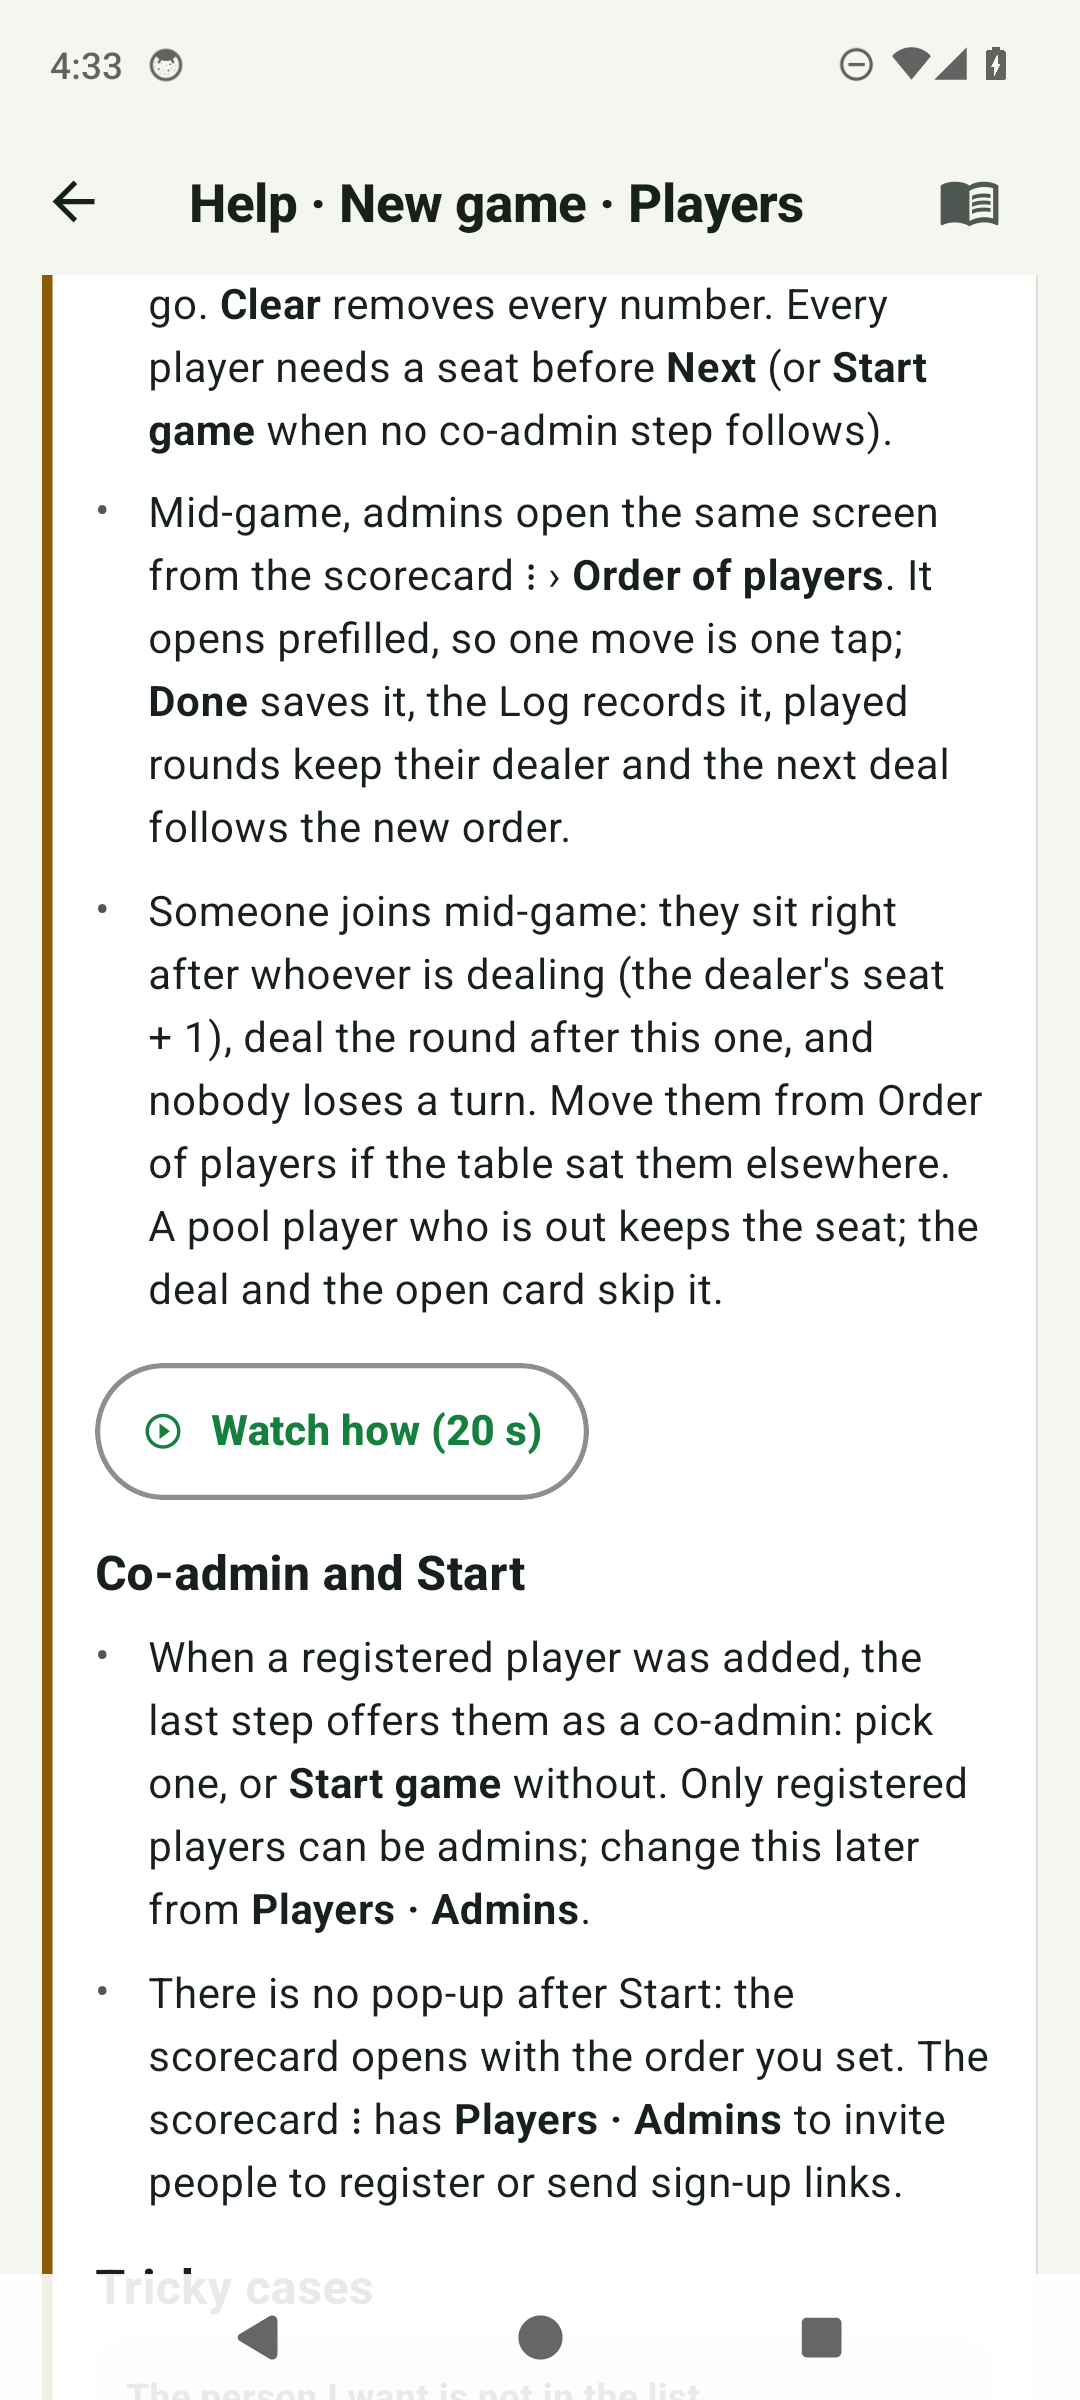 4:33
Help · New game · Players
go. Clear removes every number. Every
player needs a seat before Next (or Start
game when no co-admin step follows).
• Mid-game, admins open the same screen
from the scorecard ⋮ › Order of players. It
opens prefilled, so one move is one tap;
Done saves it, the Log records it, played
rounds keep their dealer and the next deal
follows the new order.
• Someone joins mid-game: they sit right
after whoever is dealing (the dealer's seat
+ 1), deal the round after this one, and
nobody loses a turn. Move them from Order
of players if the table sat them elsewhere.
A pool player who is out keeps the seat; the
deal and the open card skip it.
Watch how (20 s)
Co-admin and Start
• When a registered player was added, the
last step offers them as a co-admin: pick
one, or Start game without. Only registered
players can be admins; change this later
from Players · Admins.
• There is no pop-up after Start: the
scorecard opens with the order you set. The
scorecard ⋮ has Players · Admins to invite
people to register or send sign-up links.
Tricky cases
The person I want is not in the list